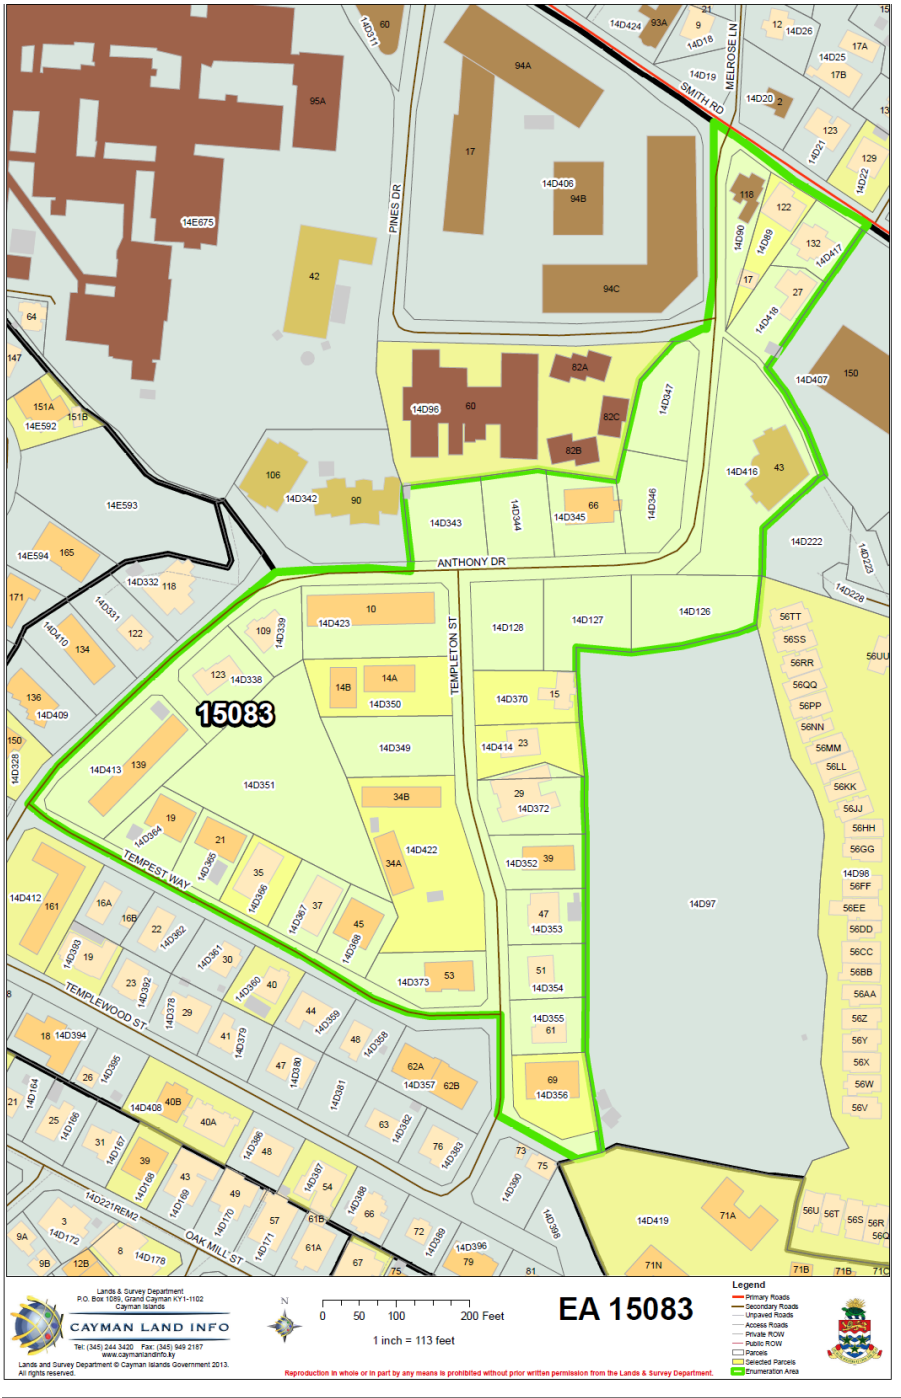 14D311
60
14D424
93A
21
9
14D18
12
14D26
15
17A
14D25
17B
94A
14D19
MELROSE LN
SMITH RD
14D20
2
95A
13
123
14D21
129
14D22
17
14D406
94B
118
122
14E675
PINES DR
14D90
14D89
132
14D417
42
17
27
94C
14D418
64
147
82A
14D407
150
14D96
60
14D347
151A
151B
14E592
82C
82B
106
14D342
90
14D416
43
14E593
66
14D343
14D344
14D345
14D346
14D222
14E594
165
14D223
ANTHONY DR
14D332
118
14D228
171
14D331
10
14D423
14D126
56TT
14D410
122
109
14D339
TEMPLETON ST
14D128
14D127
56SS
134
56RR
56UU
123
14D338
14B
14A
56QQ
136
14D370
15
14D350
56PP
14D409
15083
56NN
150
14D328
14D349
14D414
23
56MM
14D413
139
56LL
14D351
56KK
34B
29
14D372
56JJ
19
14D364
56HH
21
14D365
34A
14D422
14D352
39
56GG
TEMPEST WAY
35
14D366
14D98
56FF
14D412
161
16A
37
14D367
14D97
56EE
16B
22
14D362
45
14D368
47
14D353
56DD
14D393
19
14D361
30
56CC
23
14D392
14D360
40
14D373
53
51
56BB
14D354
56AA
TEMPLEWOOD ST
14D378
29
44
14D359
14D355
56Z
8
18
14D394
41
14D379
48
14D358
61
56Y
14D395
26
47
14D380
62A
14D357
62B
56X
69
14D356
56W
14D164
21
14D381
40B
14D408
40A
56V
25
14D166
63
14D382
31
14D167
14D386
48
76
14D383
73
75
39
14D168
43
14D169
14D387
54
14D390
14D221REM2
49
14D170
14D388
66
14D398
14D419
71A
56U
56T
56S
56R
56Q
3
14D172
57
14D171
61B
72
14D389
9A
OAK MILL ST
61A
14D396
9B
12B
8
14D178
67
75
79
81
71N
71B
71B
71C
Lands & Survey Department
P.O. Box 1089, Grand Cayman KY1-1102
Cayman Islands
CAYMAN LAND INFO
Tel: (345) 244 3420 Fax: (345) 949 2187
www.caymanlandinfo.ky
Lands and Survey Department © Cayman Islands Government 2013.
All rights reserved.
N
0 50 100 200 Feet
1 inch = 113 feet
EA 15083
Reproduction in whole or in part by any means is prohibited without prior written permission from the Lands & Survey Department.
Legend
Primary Roads
Secondary Roads
Unpaved Roads
Access Roads
Private ROW
Public ROW
Parcels
Selected Parcels
Enumeration Area